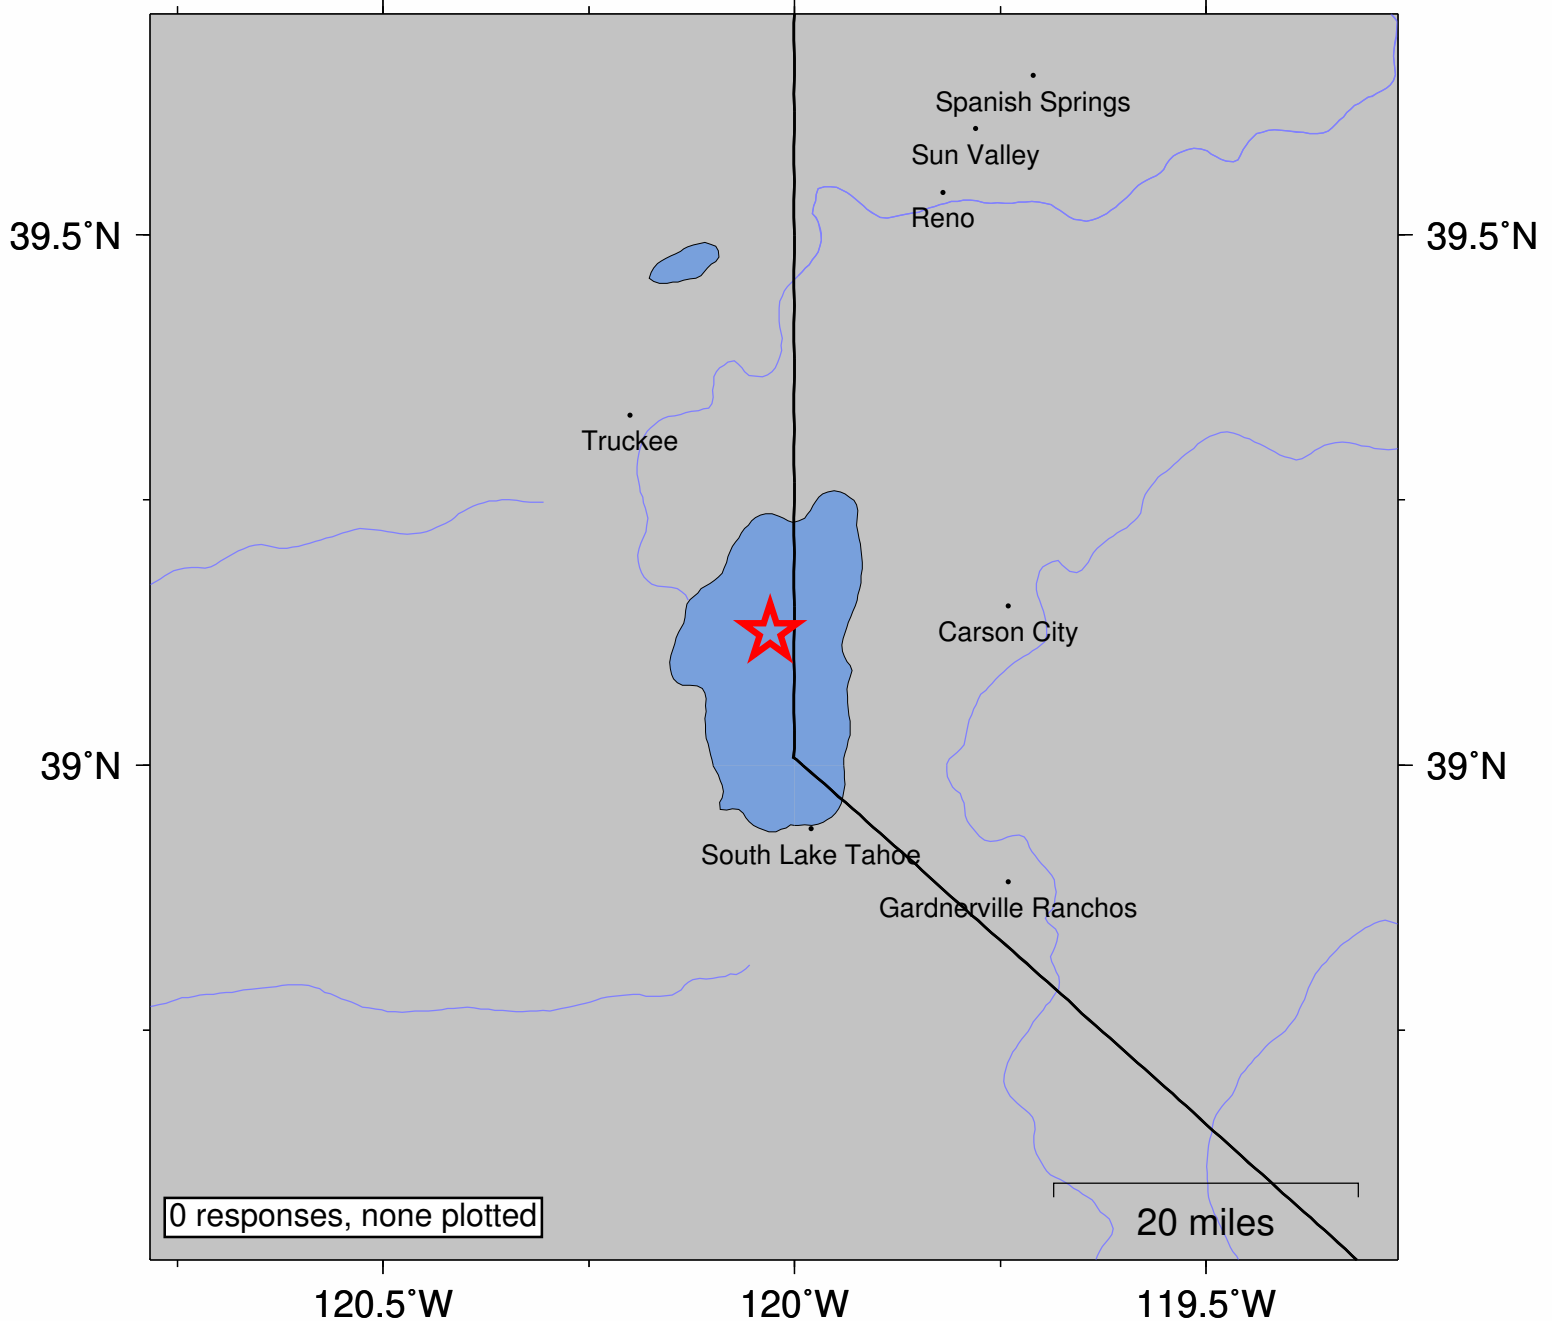 Spanish Springs
Sun Valley
Reno
39.5°N
39.5°N
Truckee
Carson City
39°N
39°N
South Lake Tahoe
Gardnerville Ranchos
0 responses, none plotted
20 miles
120.5°W
120°W
119.5°W